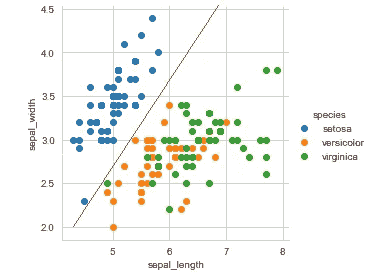 4.5
4.0
3.5
3.0
2.5
2.0
sepal_width
5
6
7
8
sepal_length
species
setosa
versicolor
virginica